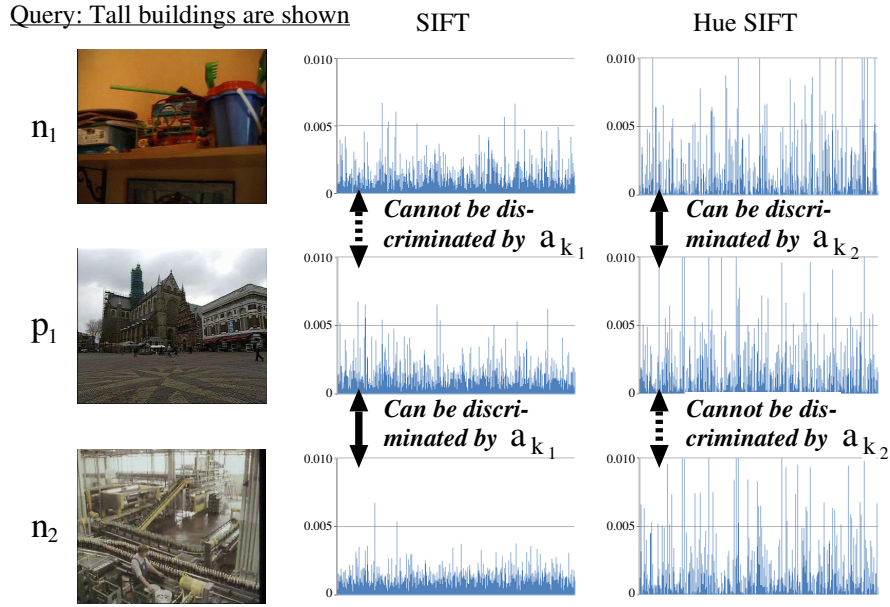 Query: Tall buildings are shown
SIFT
Hue SIFT
n1
0.010
0.005
0
0.010
0.005
0
Cannot be dis-
criminated by a k1
Can be discri-
minated by a k2
p1
0.010
0.005
0
0.010
0.005
0
Can be discri-
minated by a k1
Cannot be dis-
criminated by a k2
n2
0.010
0.005
0
0.010
0.005
0